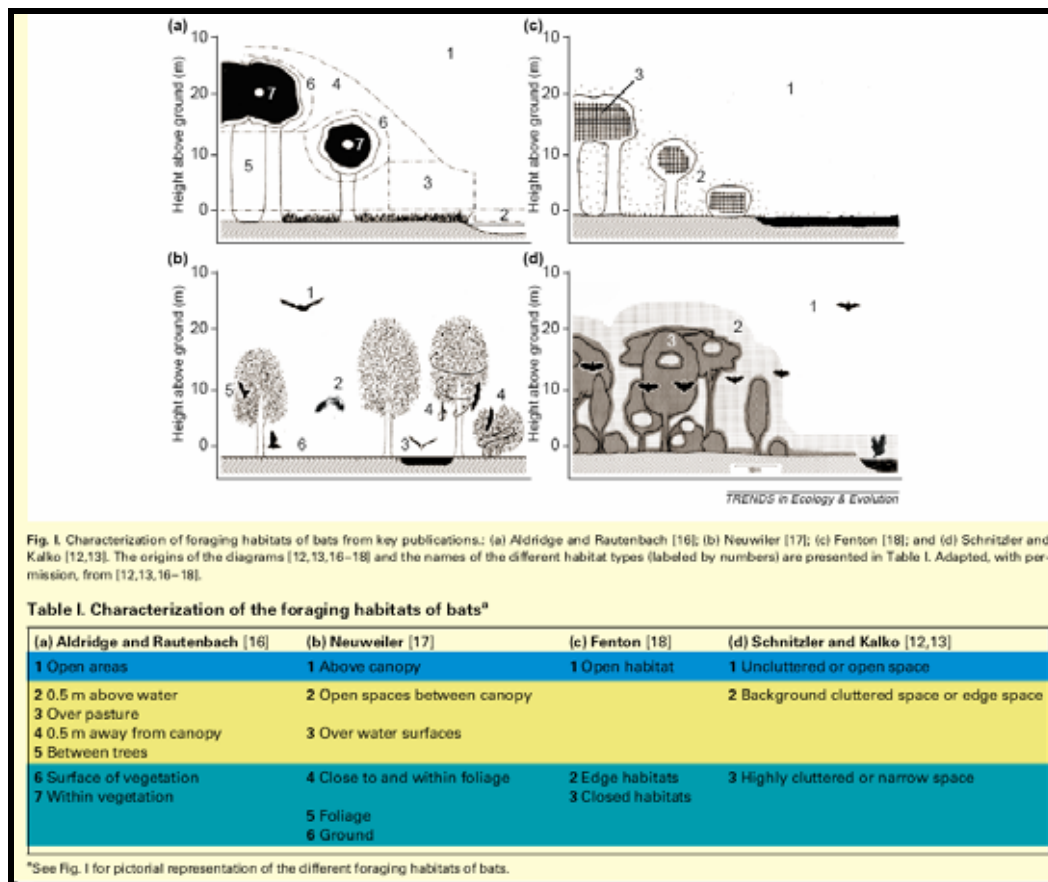 (a)
(c)
Height above ground (m)
10
20
10
0
1
6
4
7
6
7
5
3
2
Height above ground (m)
10
20
10
0
3
1
2
(b)
(d)
Height above ground (m)
10
20
10
0
1
2
5
4
4
6
3
Height above ground (m)
10
20
10
0
1
2
3
TRENDS in Ecology & Evolution
Fig. I. Characterization of foraging habitats of bats from key publications.: (a) Aldridge and Rautenbach [16]; (b) Neuwiler [17]; (c) Fenton [18]; and (d) Schnitzler and
Kalko [12,13]. The origins of the diagrams [12,13,16–18] and the names of the different habitat types (labeled by numbers) are presented in Table I. Adapted, with per-
mission, from [12,13,16–18].
Table I. Characterization of the foraging habitats of batsᵃ
(a) Aldridge and Rautenbach [16] (b) Neuweiler [17] (c) Fenton [18] (d) Schnitzler and Kalko [12,13]
1 Open areas 1 Above canopy 1 Open habitat 1 Uncluttered or open space
2 0.5 m above water 2 Open spaces between canopy 2 Background cluttered space or edge space
3 Over pasture
4 0.5 m away from canopy 3 Over water surfaces
5 Between trees
6 Surface of vegetation 4 Close to and within foliage 2 Edge habitats 3 Highly cluttered or narrow space
7 Within vegetation 3 Closed habitats
5 Foliage
6 Ground
ᵃSee Fig. I for pictorial representation of the different foraging habitats of bats.